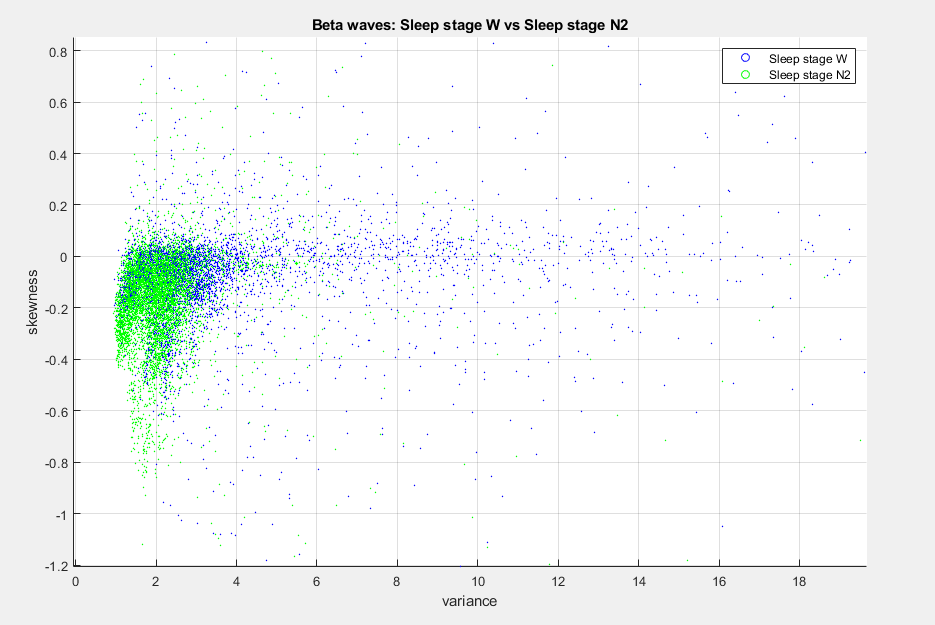 Beta waves: Sleep stage W vs Sleep stage N2
Sleep stage W
Sleep stage N2
0.8
0.6
0.4
0.2
0
-0.2
-0.4
-0.6
-0.8
-1
-1.2
skewness
0 2 4 6 8 10 12 14 16 18
variance